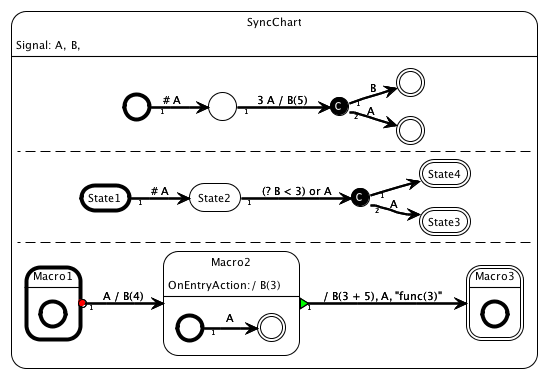 SyncChart
Signal: A, B,
# A
1
3 A / B(5)
1
C
B
1
A
2
State1
# A
1
State2
(? B < 3) or A
1
C
1
State4
A
2
State3
Macro1
A / B(4)
1
Macro2
OnEntryAction: / B(3)
A
1
/ B(3 + 5), A, "func(3)"
1
Macro3